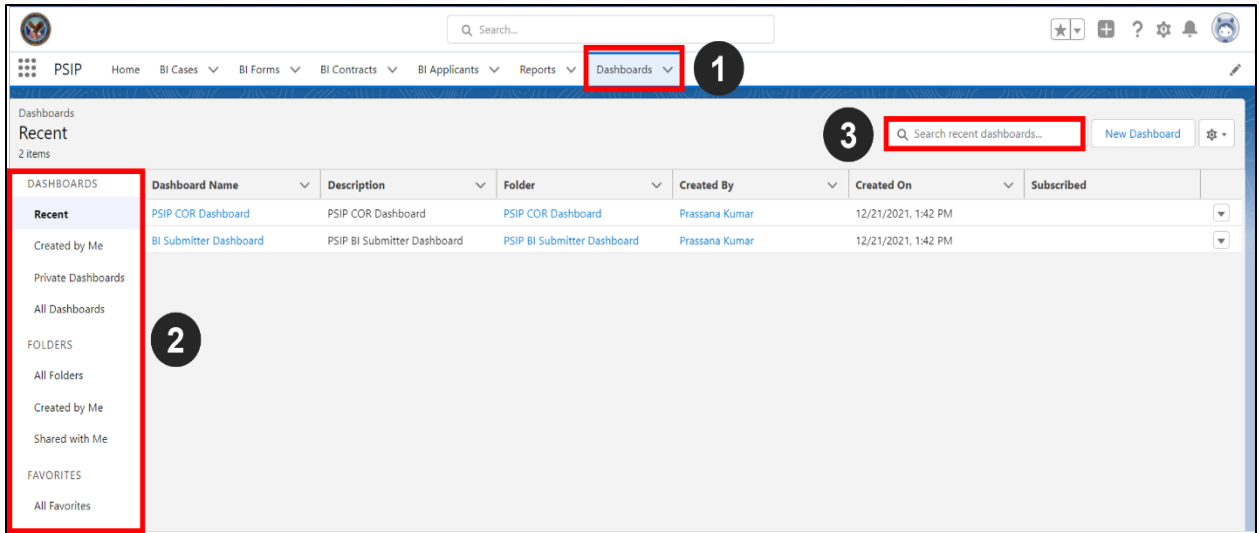 Search...
PSIP Home BI Cases BI Forms BI Contracts BI Applicants Reports Dashboards 1
Dashboards
Recent
2 items
3 Search recent dashboards... New Dashboard
DASHBOARDS Dashboard Name Description Folder Created By Created On Subscribed
Recent PSIP COR Dashboard PSIP COR Dashboard PSIP COR Dashboard Prassana Kumar 12/21/2021, 1:42 PM
BI Submitter Dashboard PSIP BI Submitter Dashboard PSIP BI Submitter Dashboard Prassana Kumar 12/21/2021, 1:42 PM
Created by Me
Private Dashboards
All Dashboards
2
FOLDERS
All Folders
Created by Me
Shared with Me
FAVORITES
All Favorites